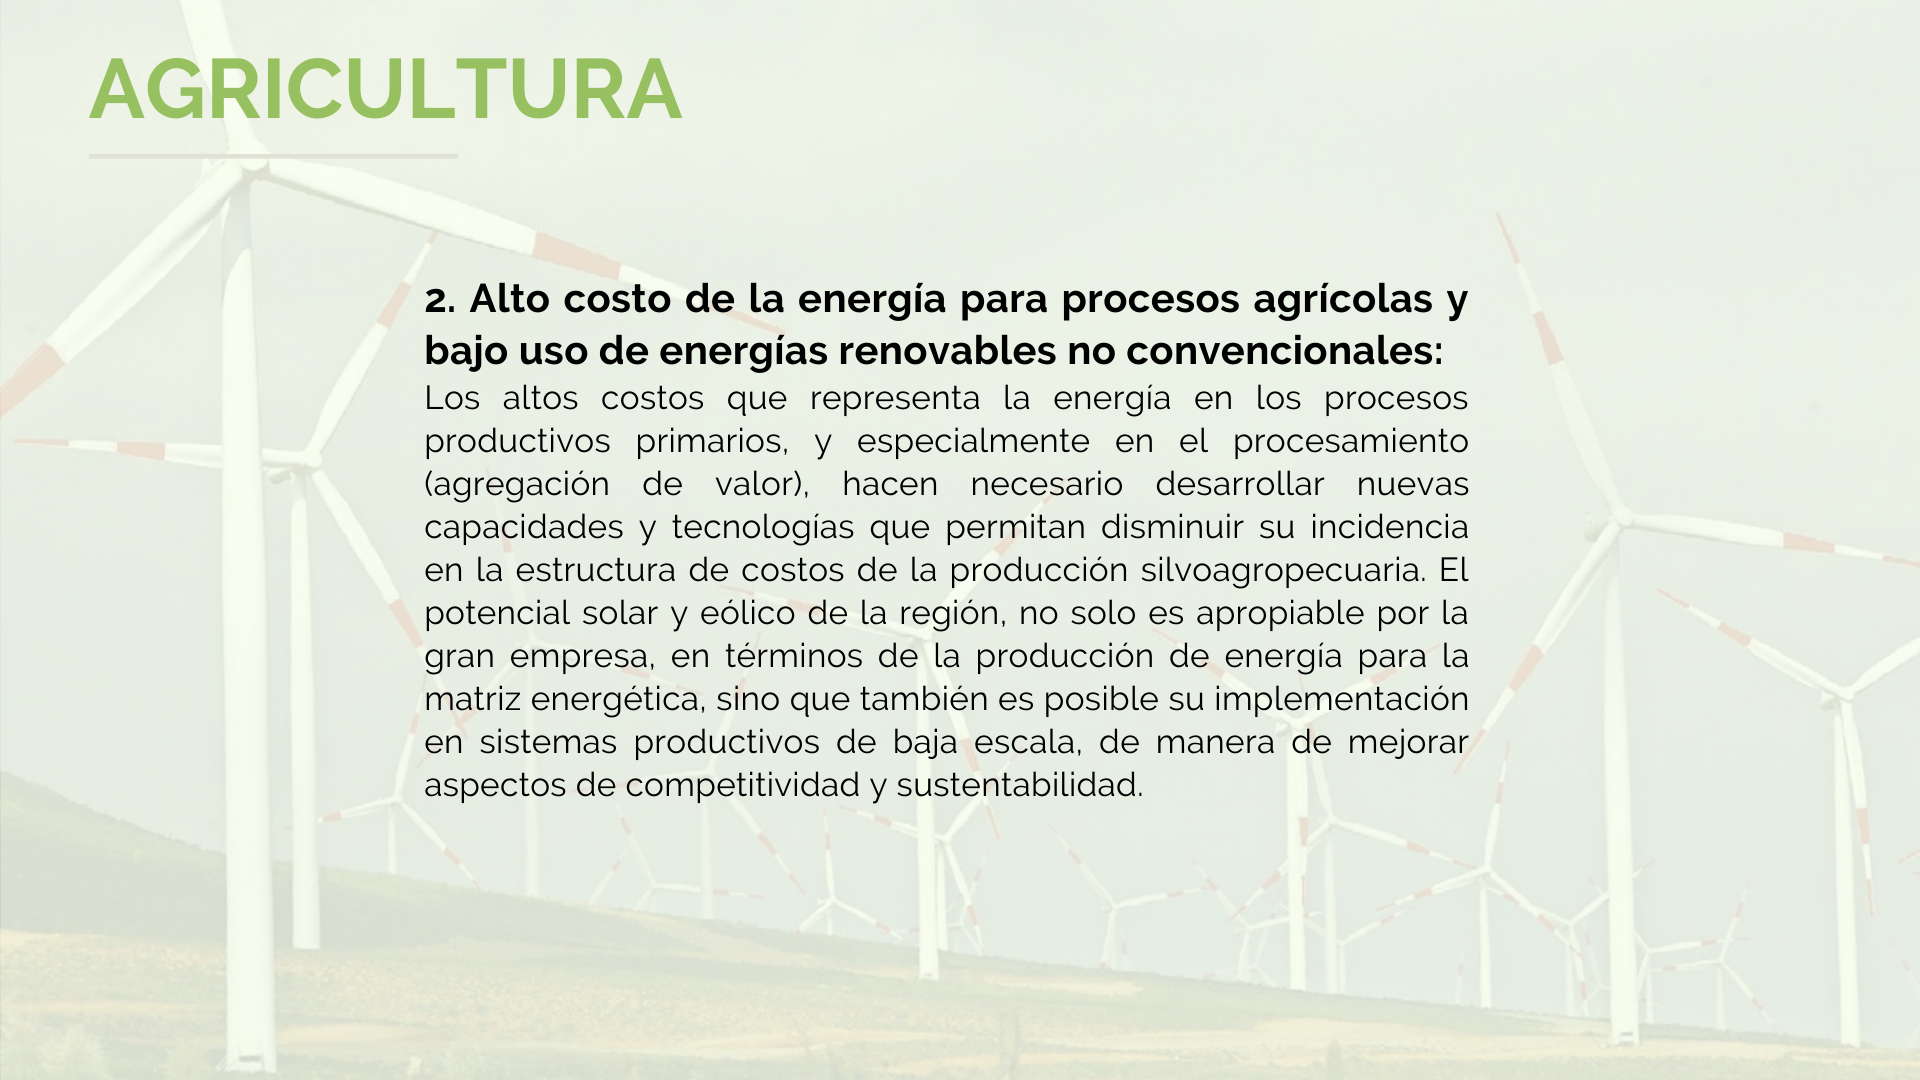 AGRICULTURA
2. Alto costo de la energía para procesos agrícolas y
bajo uso de energías renovables no convencionales:
Los altos costos que representa la energía en los procesos
productivos primarios, y especialmente en el procesamiento
(agregación de valor), hacen necesario desarrollar nuevas
capacidades y tecnologías que permitan disminuir su incidencia
en la estructura de costos de la producción silvoagropecuaria. El
potencial solar y eólico de la región, no solo es apropiable por la
gran empresa, en términos de la producción de energía para la
matriz energética, sino que también es posible su implementación
en sistemas productivos de baja escala, de manera de mejorar
aspectos de competitividad y sustentabilidad.